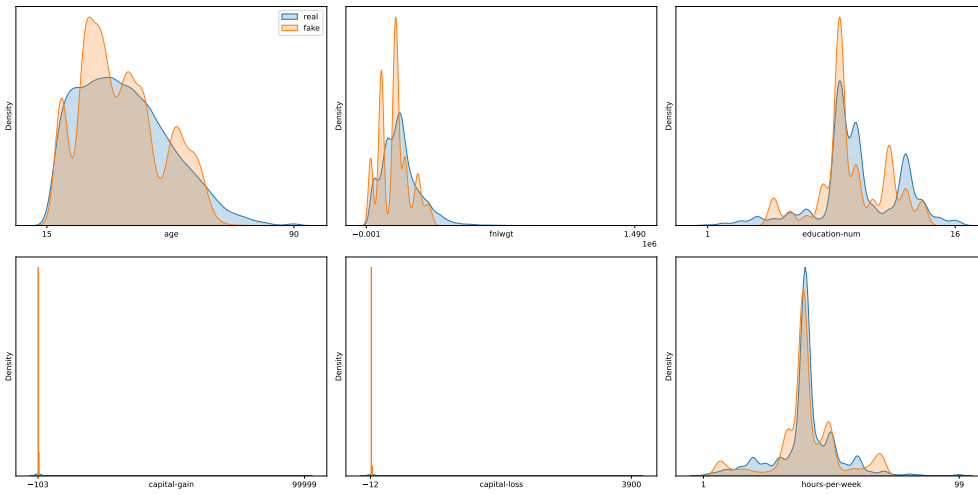 real
fake
Density
15
age
90
Density
−0.001
fnlwgt
1.490
1e6
Density
1
education-num
16
Density
−103
capital-gain
99999
Density
−12
capital-loss
3900
Density
1
hours-per-week
99